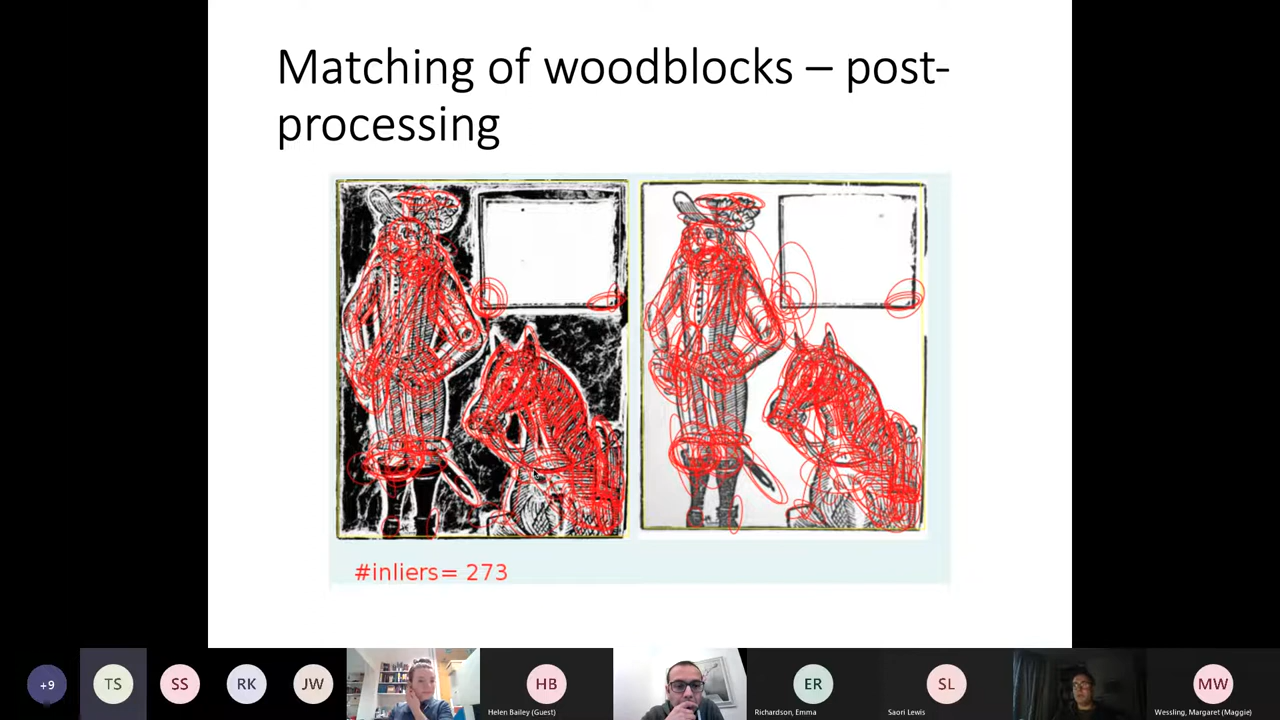 Matching of woodblocks – post-
processing
#inliers= 273
+9
TS
SS
RK
JW
HB
Helen Bailey (Guest)
ER
Richardson, Emma
SL
Saori Lewis
MW
Wessling, Margaret (Maggie)